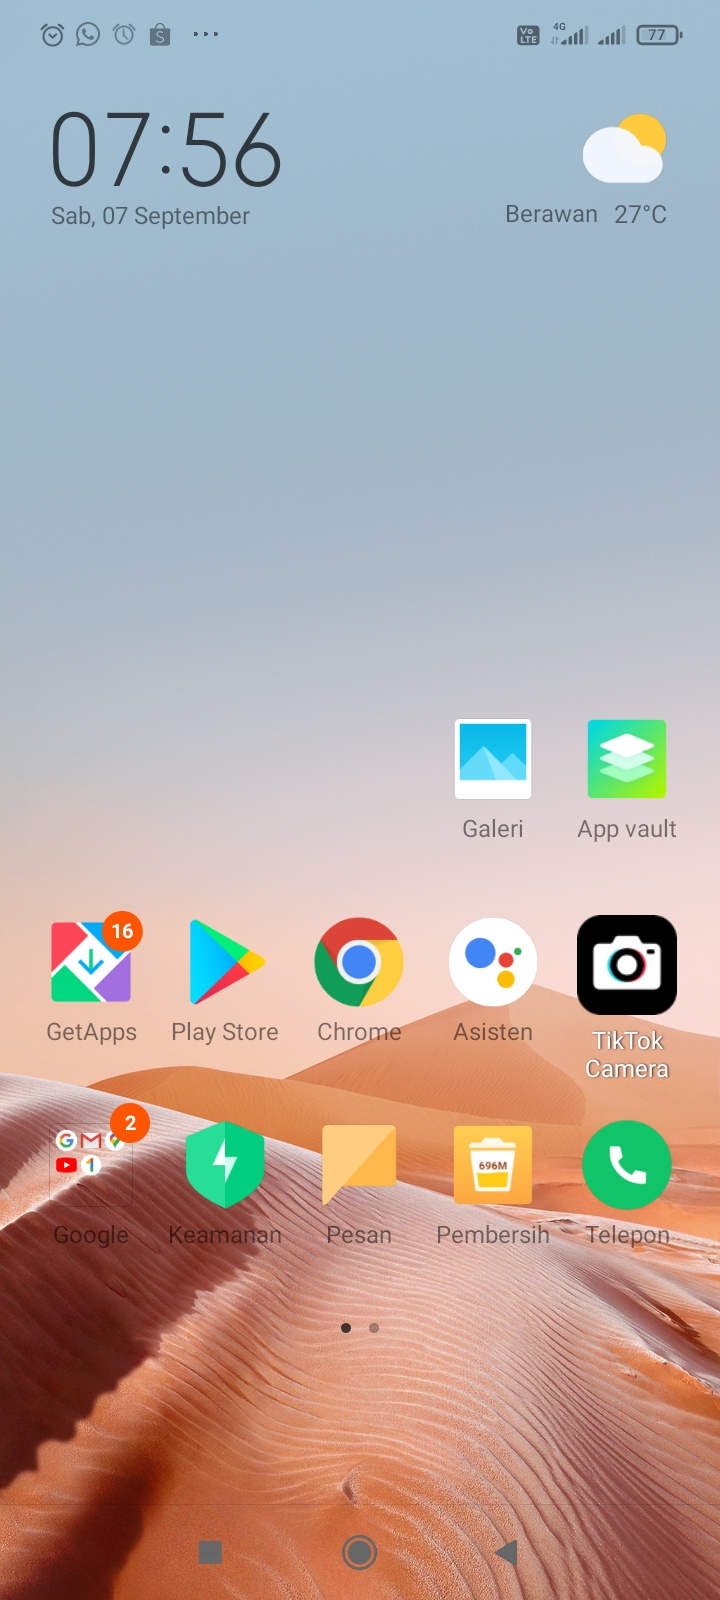 Vo
LTE
4G
77
07:56
Sab, 07 September
Berawan 27°C
Galeri
App vault
16
GetApps
Play Store
Chrome
Asisten
TikTok
Camera
2
696M
Google
Keamanan
Pesan
Pembersih
Telepon